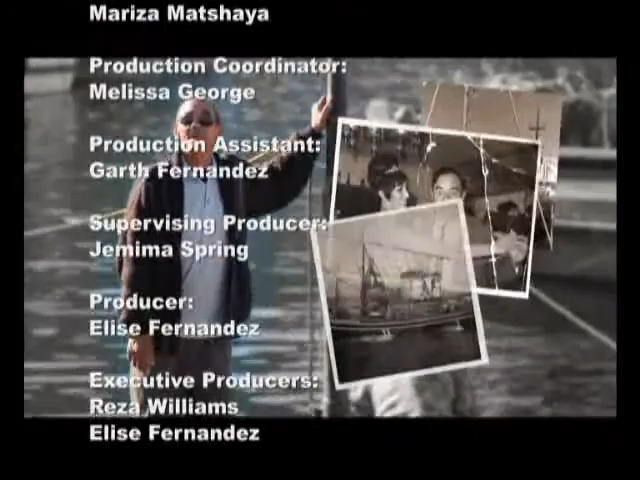 Mariza Matshaya
Production Coordinator:
Melissa George
Production Assistant:
Garth Fernandez
Supervising Producer:
Jemima Spring
Producer:
Elise Fernandez
Executive Producers:
Reza Williams
Elise Fernandez